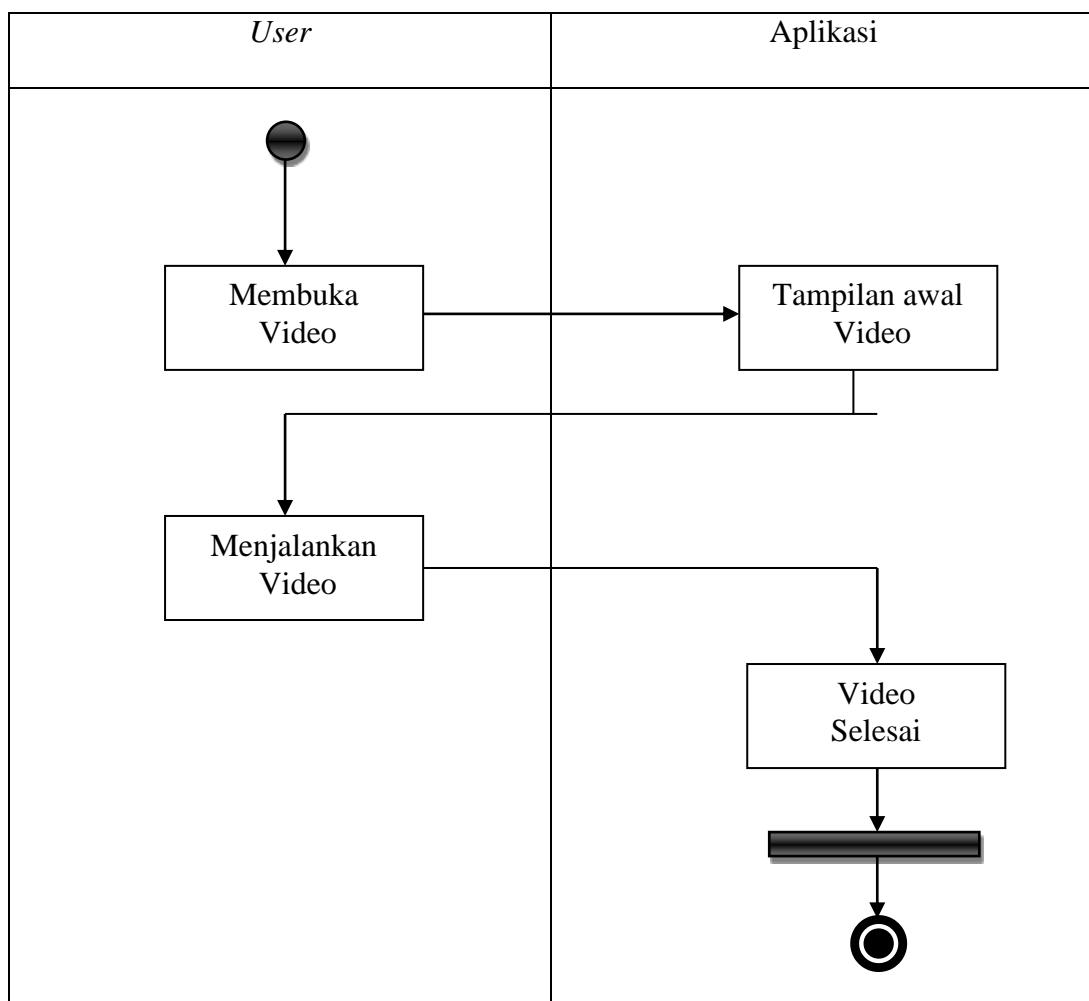 User
Aplikasi
Membuka
Video
Tampilan awal
Video
Menjalankan
Video
Video
Selesai